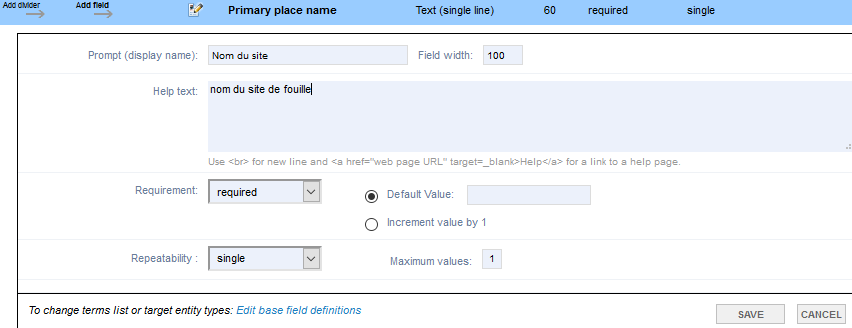 Add divider Add field Primary place name Text (single line) 60 required single
Prompt (display name): Nom du site Field width: 100
Help text: nom du site de fouille
Use <br> for new line and <a href="web page URL" target=_blank>Help</a> for a link to a help page.
Requirement: required Default Value:
Increment value by 1
Repeatability : single Maximum values: 1
To change terms list or target entity types: Edit base field definitions SAVE CANCEL